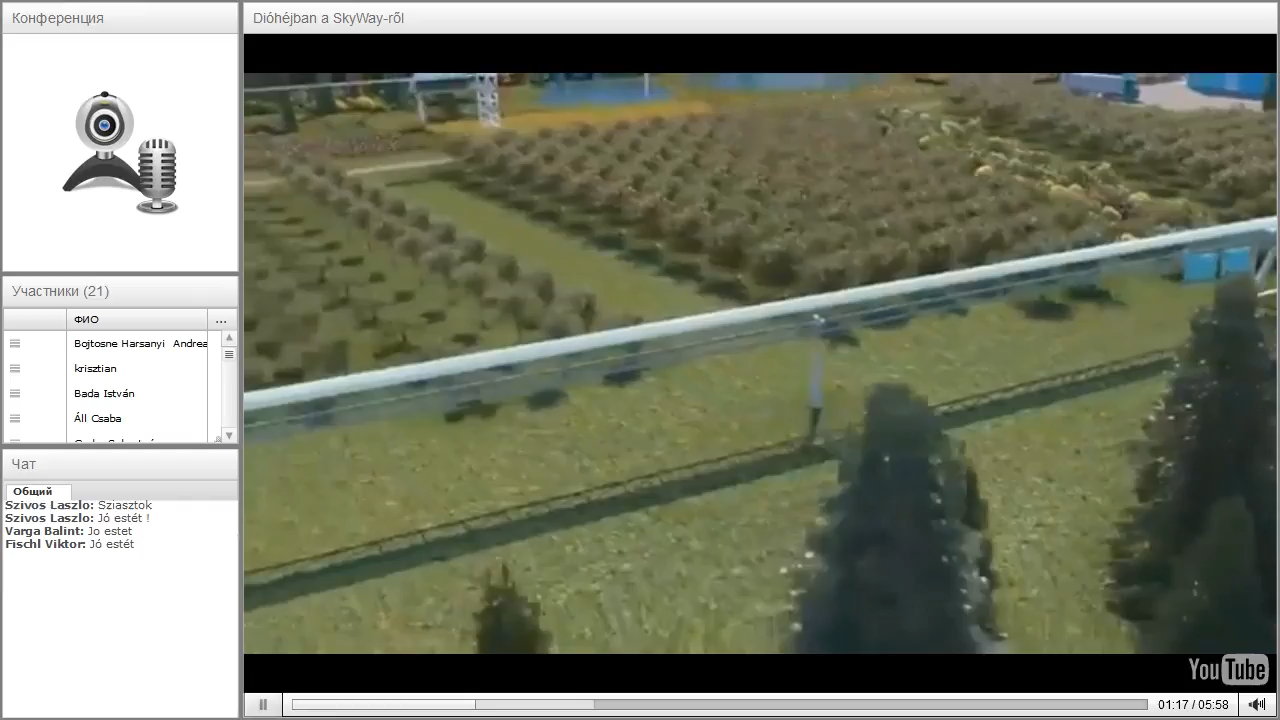 Конференция
Dióhéjban a SkyWay-ről
Участники (21)
ФИО
...
Bojtosne Harsanyi Andrea
krisztian
Bada István
Áll Csaba
Чат
Общий
Szivos Laszlo: Sziasztok
Szivos Laszlo: Jó estét !
Varga Balint: Jo estet
Fischl Viktor: Jó estét
YouTube
01:17 / 05:58